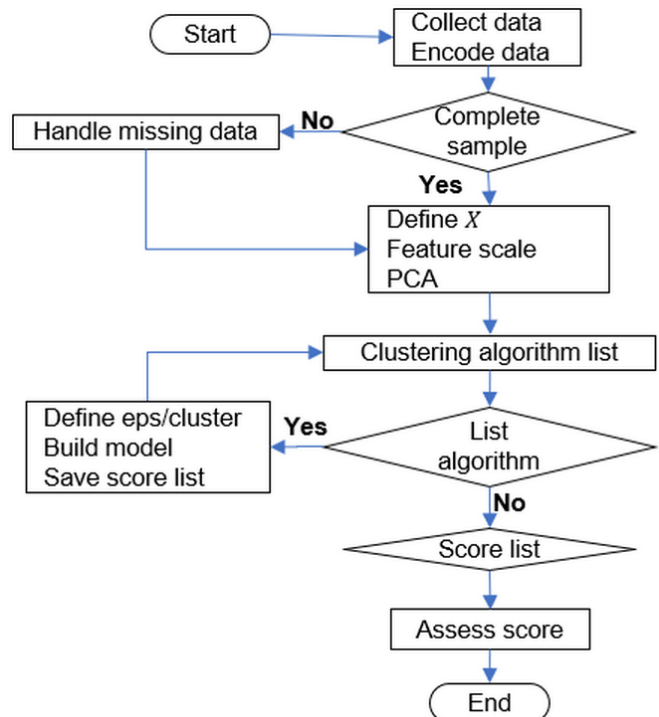 Start
Collect data
Encode data
Complete
sample
No
Handle missing data
Yes
Define X
Feature scale
PCA
Clustering algorithm list
List
algorithm
Yes
Define eps/cluster
Build model
Save score list
No
Score list
Assess score
End